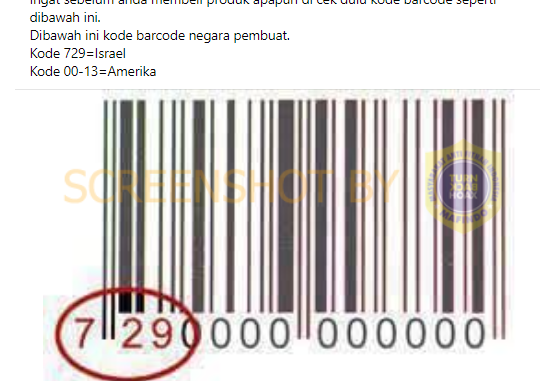 Ingat sebelum anda membeli produk apapun di cek dulu kode barcode seperti
dibawah ini.
Dibawah ini kode barcode negara pembuat.
Kode 729=Israel
Kode 00-13=Amerika
SCREENSHOT BY
TURN
BACK
HOAX
MAFINDO
7 290000 000000